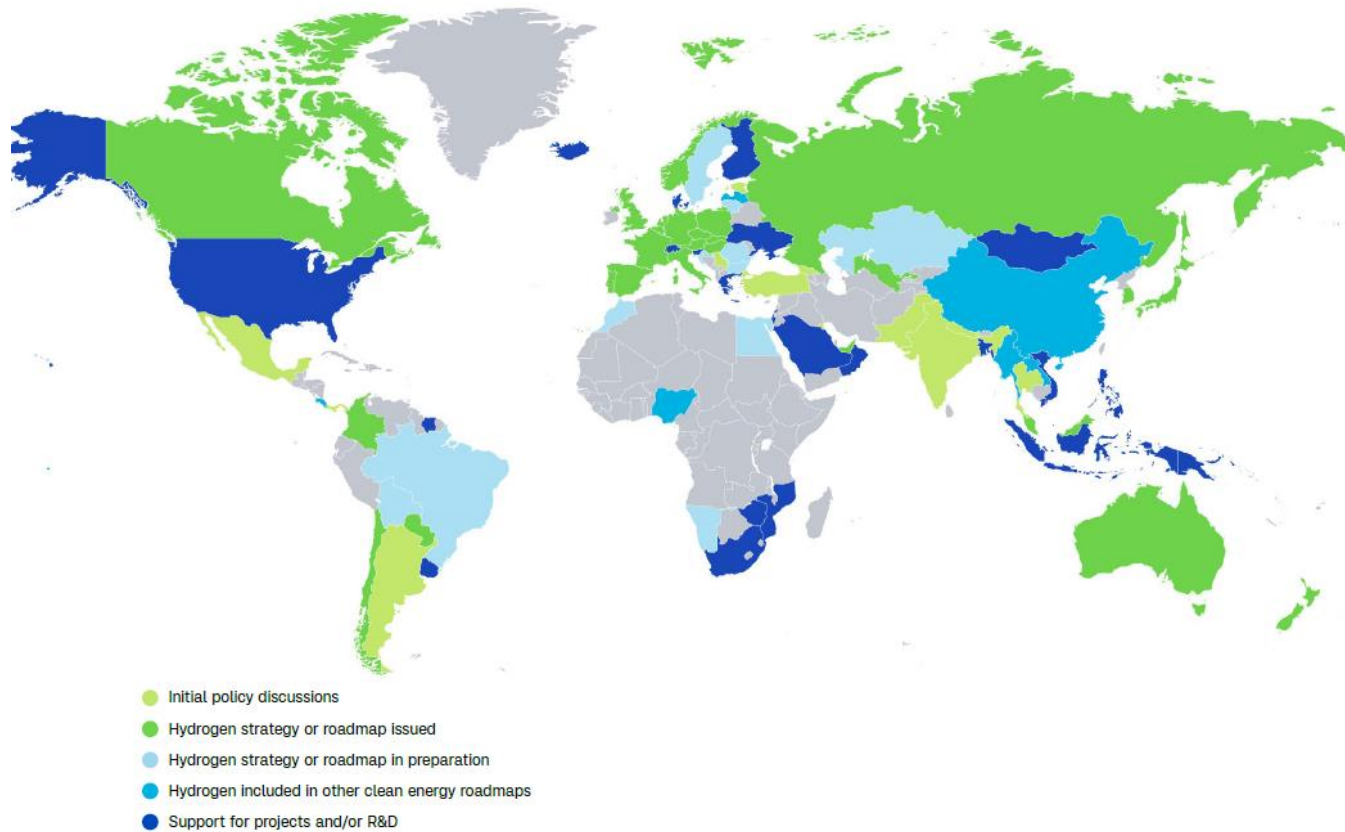 Initial policy discussions
Hydrogen strategy or roadmap issued
Hydrogen strategy or roadmap in preparation
Hydrogen included in other clean energy roadmaps
Support for projects and/or R&D